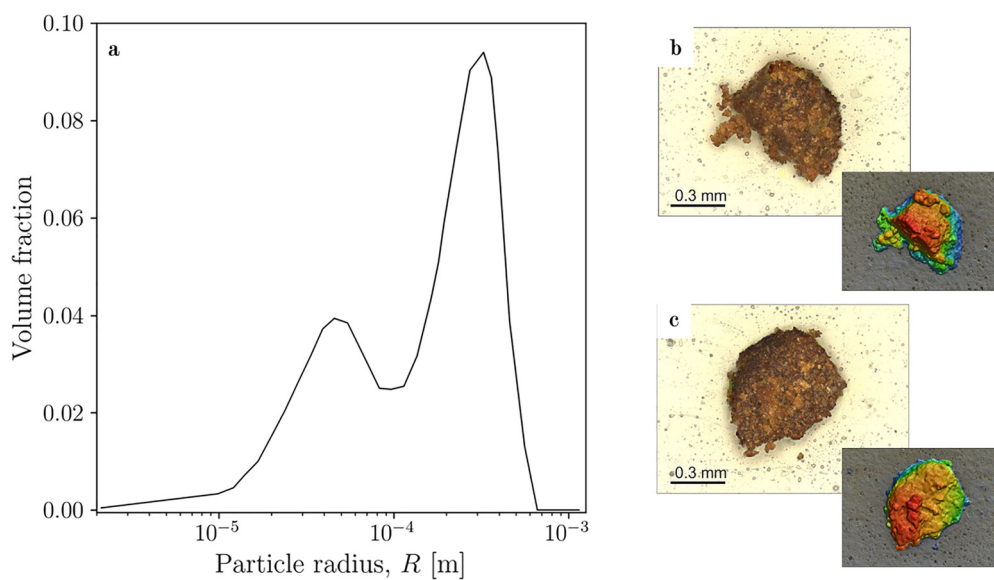 a
0.10
0.08
0.06
0.04
0.02
0.00
Volume fraction
10⁻⁵
10⁻⁴
10⁻³
Particle radius, R [m]
b
0.3 mm
c
0.3 mm